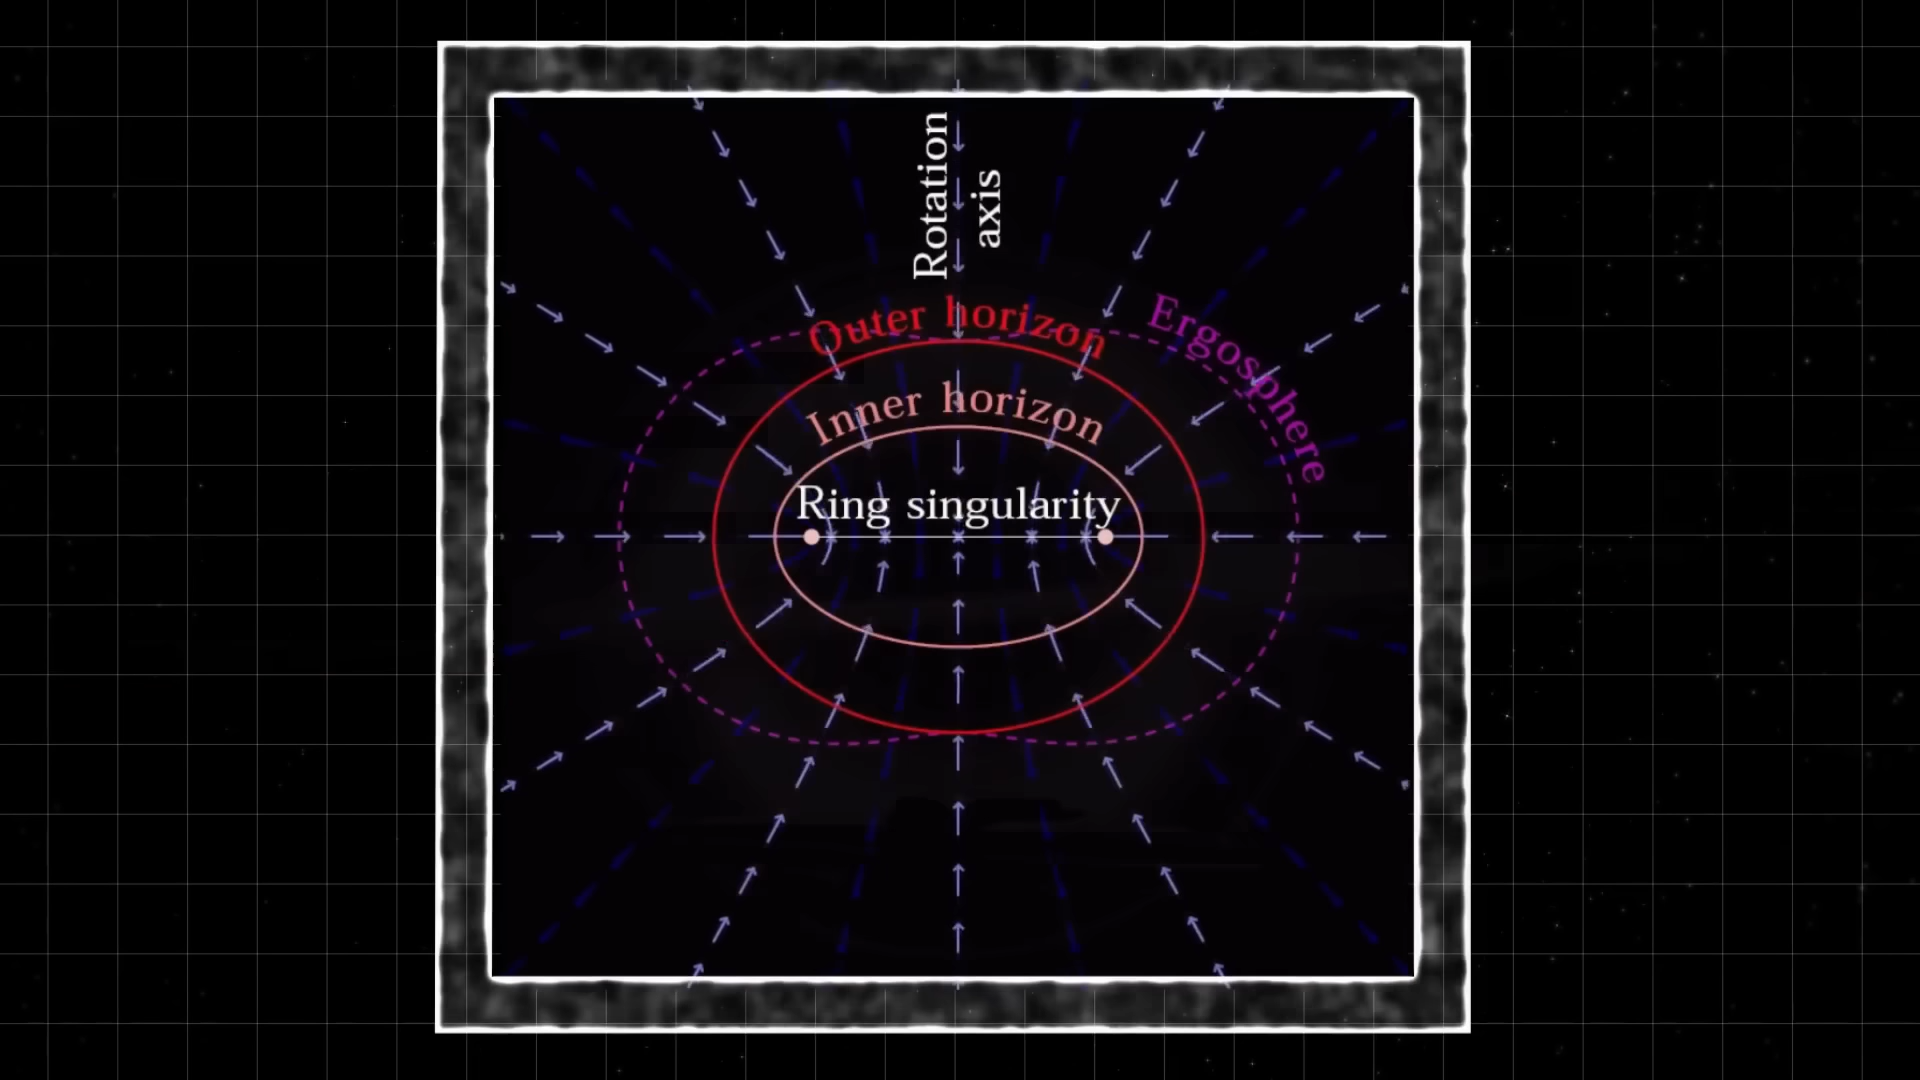 Rotation
axis
Outer horizon
Ergosphere
Inner horizon
Ring singularity